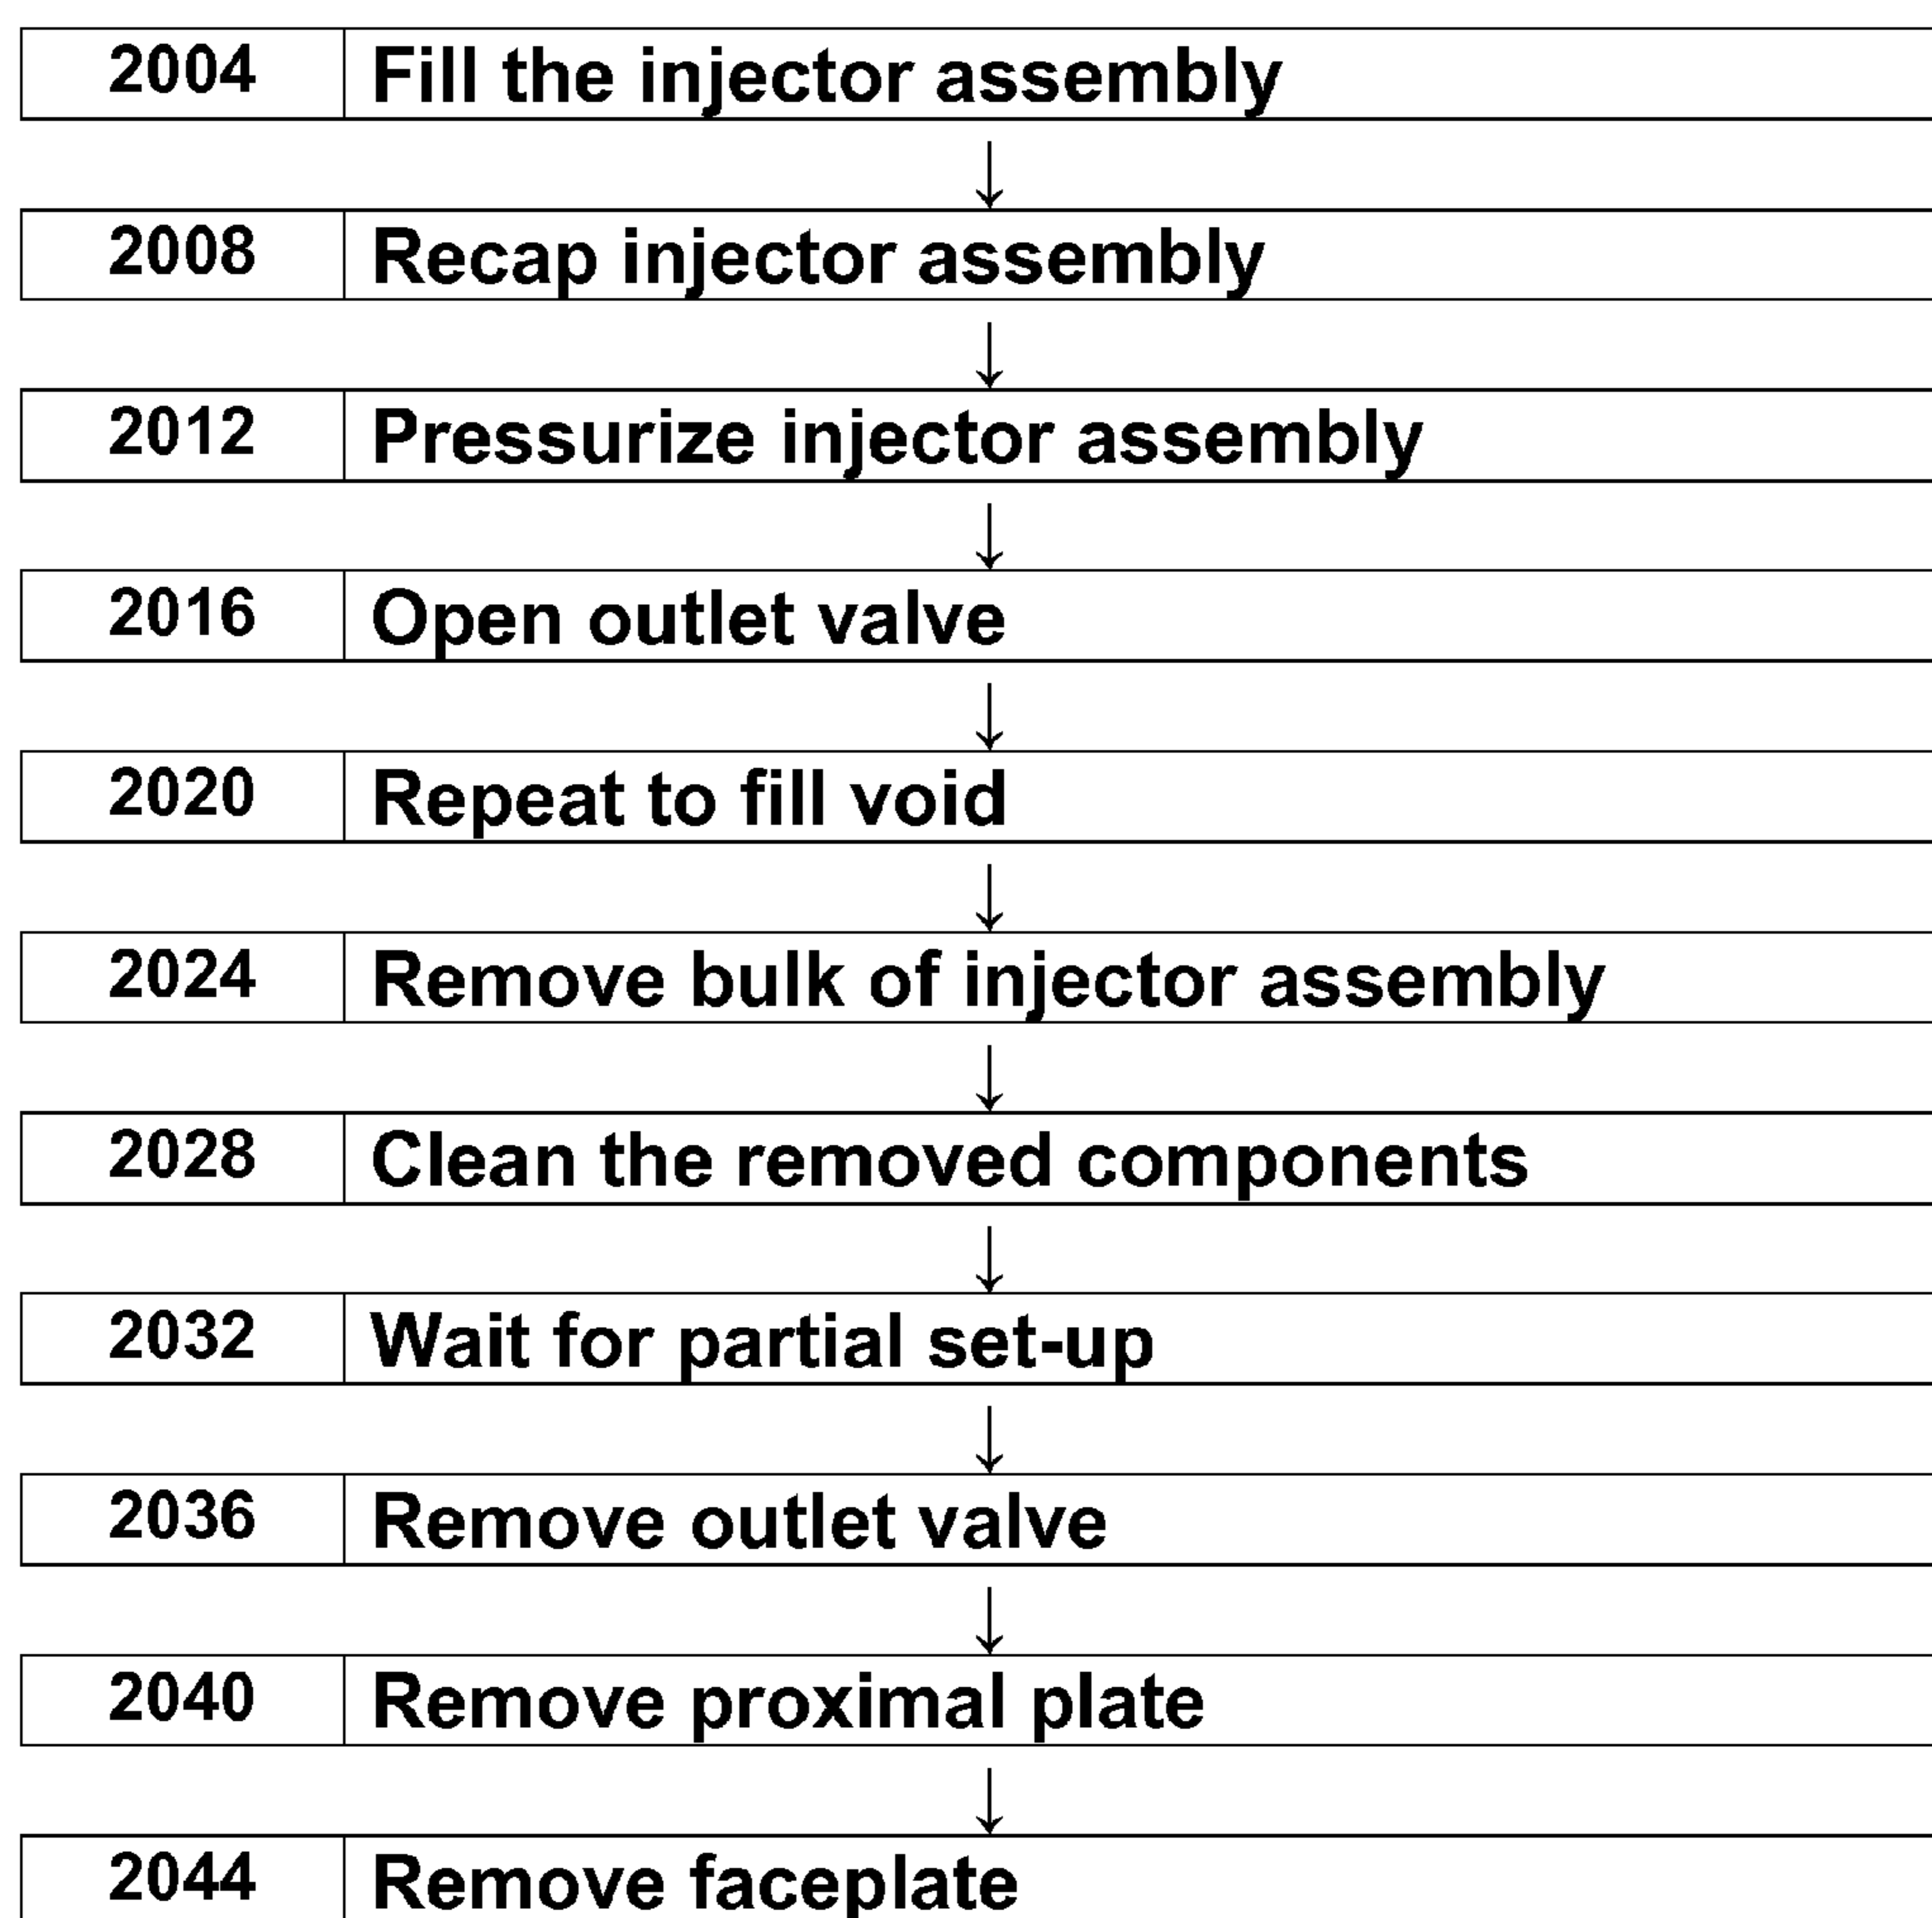 2004 Fill the injector assembly
2008 Recap injector assembly
2012 Pressurize injector assembly
2016 Open outlet valve
2020 Repeat to fill void
2024 Remove bulk of injector assembly
2028 Clean the removed components
2032 Wait for partial set-up
2036 Remove outlet valve
2040 Remove proximal plate
2044 Remove faceplate